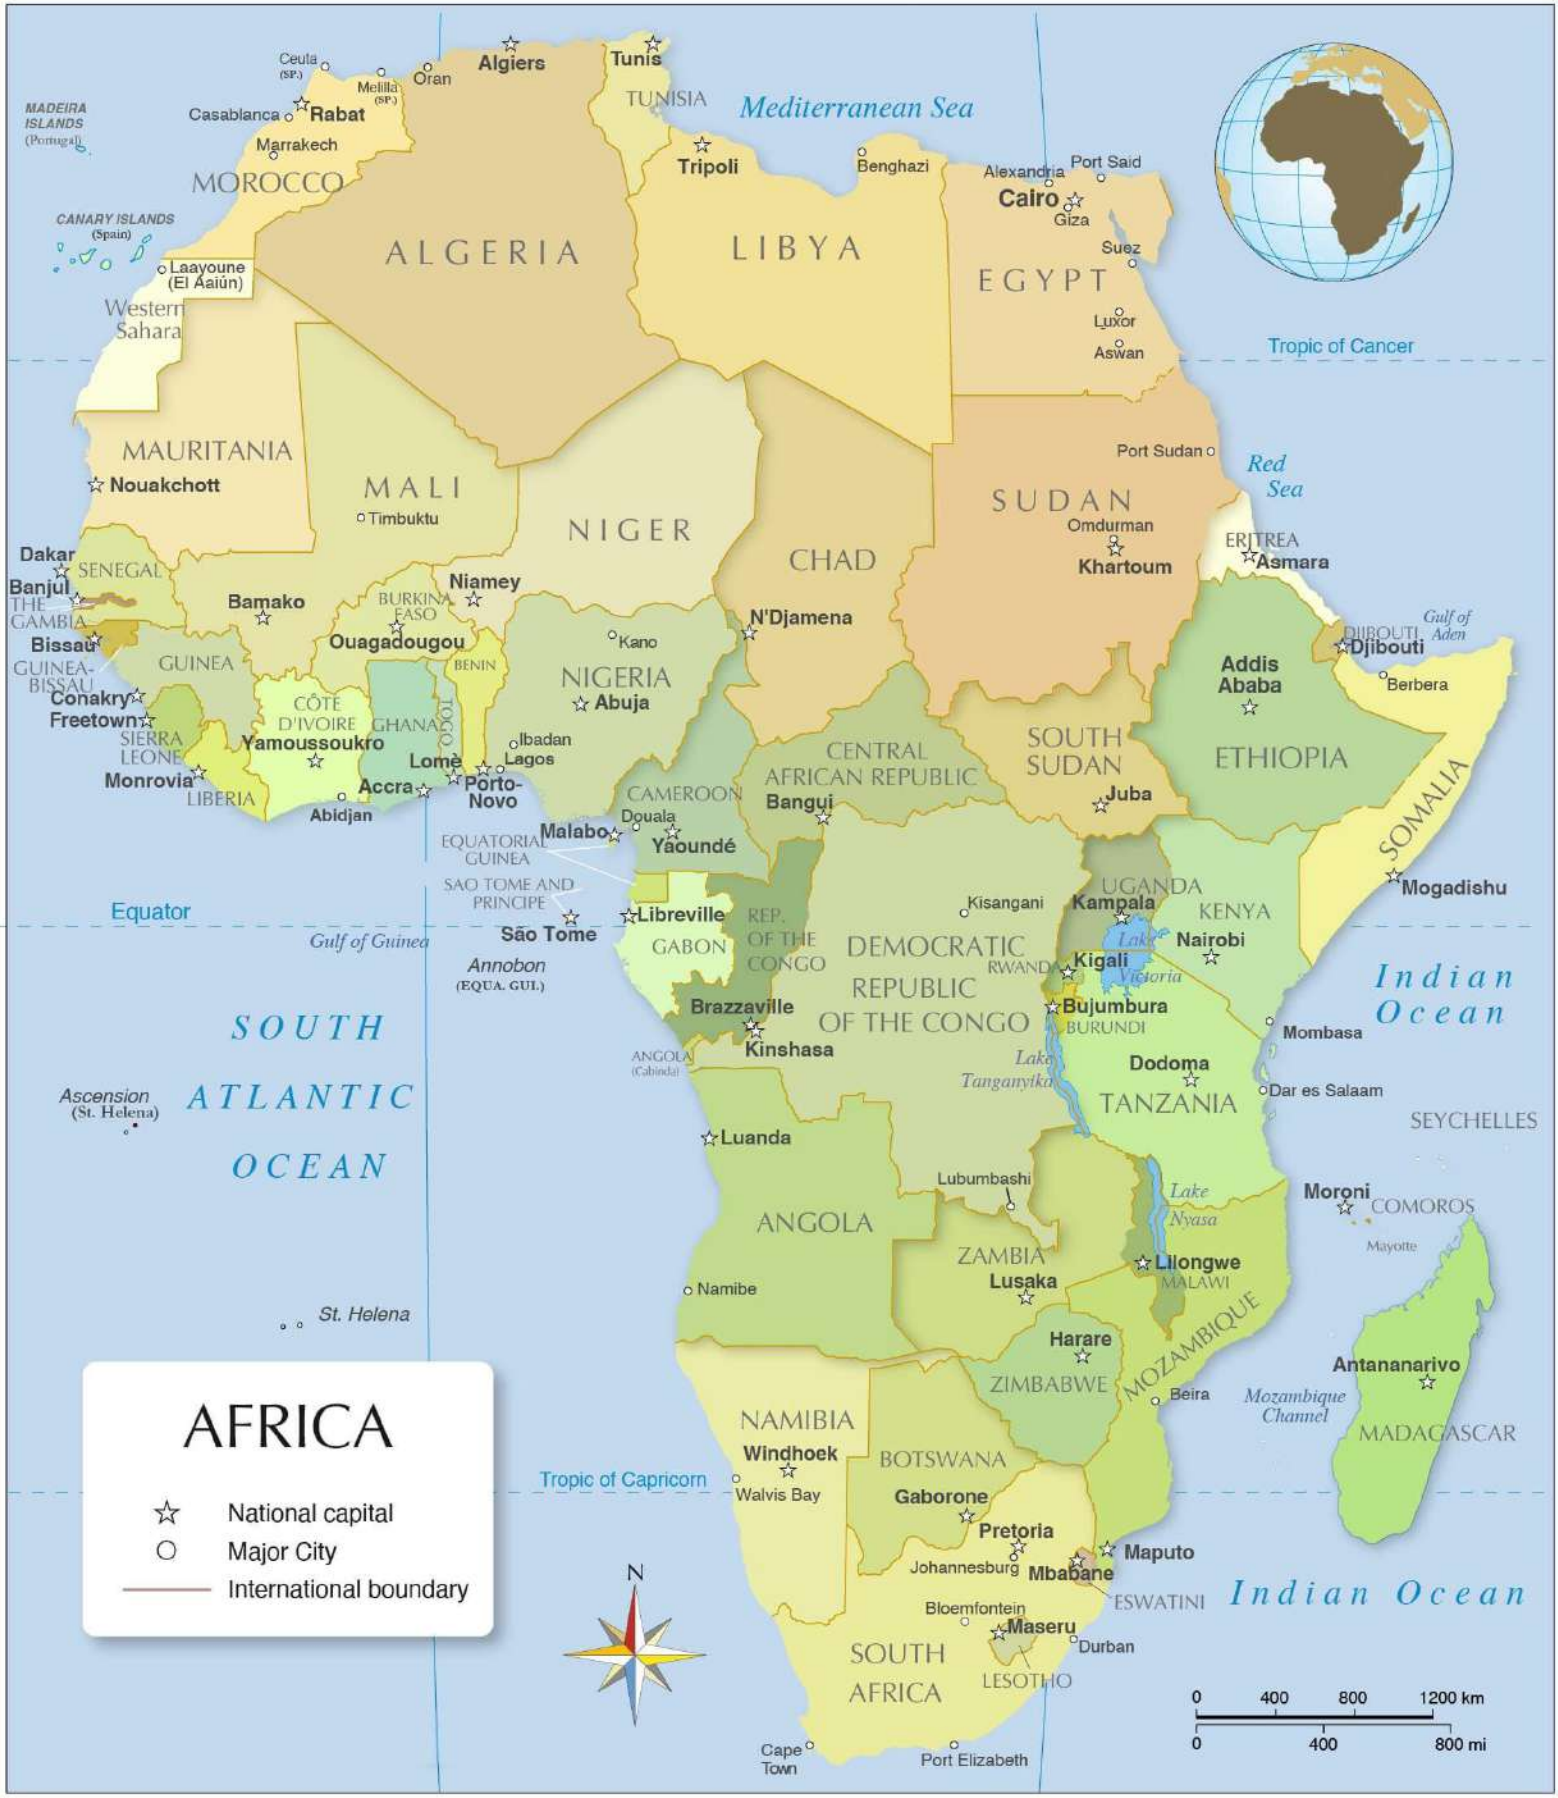 Ceuta
(SP.)
Melilla
(SP.)
Oran
Algiers
Tunis
TUNISIA
Mediterranean Sea
MADEIRA
ISLANDS
(Portugal)
Casablanca
Rabat
Marrakech
MOROCCO
Tripoli
Benghazi
Alexandria
Port Said
Cairo
Giza
Suez
CANARY ISLANDS
(Spain)
ALGERIA
LIBYA
EGYPT
Laayoune
(El Aaiún)
Western
Sahara
Luxor
Aswan
Tropic of Cancer
MAURITANIA
Nouakchott
MALI
Timbuktu
NIGER
CHAD
SUDAN
Port Sudan
Omdurman
Khartoum
Red
Sea
ERITREA
Asmara
Dakar
SENEGAL
Banjul
THE
GAMBIA
Bissau
GUINEA-
BISSAU
Bamako
BURKINA
FASO
Ouagadougou
Niamey
N'Djamena
Gulf of
Aden
DJIBOUTI
Djibouti
Berbera
GUINEA
Conakry
Freetown
SIERRA
LEONE
Monrovia
LIBERIA
CÔTE
D'IVOIRE
Yamoussoukro
Abidjan
GHANA
Accra
TOGO
Lomé
BENIN
Porto-
Novo
Kano
NIGERIA
Abuja
Ibadan
Lagos
Addis
Ababa
ETHIOPIA
SOMALIA
Mogadishu
CENTRAL
AFRICAN REPUBLIC
Bangui
SOUTH
SUDAN
Juba
CAMEROON
Douala
Yaoundé
Malabo
EQUATORIAL
GUINEA
SAO TOME AND
PRINCIPE
São Tome
Libreville
GABON
REP.
OF THE
CONGO
Equator
Gulf of Guinea
Annobon
(EQUA. GUI.)
Kisangani
DEMOCRATIC
REPUBLIC
OF THE CONGO
UGANDA
Kampala
KENYA
Nairobi
Lake
Victoria
RWANDA
Kigali
Bujumbura
BURUNDI
Mombasa
Indian
Ocean
Brazzaville
Kinshasa
ANGOLA
(Cabinda)
Lake
Tanganyika
Dodoma
TANZANIA
Dar es Salaam
SEYCHELLES
SOUTH
ATLANTIC
OCEAN
Ascension
(St. Helena)
Luanda
Lubumbashi
ANGOLA
ZAMBIA
Lusaka
Lake
Nyasa
Lilongwe
MALAWI
Moroni
COMOROS
Mayotte
Namibe
St. Helena
Harare
ZIMBABWE
MOZAMBIQUE
Beira
Mozambique
Channel
Antananarivo
MADAGASCAR
NAMIBIA
Windhoek
Walvis Bay
BOTSWANA
Gaborone
Tropic of Capricorn
Pretoria
Johannesburg
Mbabane
Maputo
ESWATINI
Indian Ocean
Bloemfontein
Maseru
Durban
LESOTHO
SOUTH
AFRICA
Cape
Town
Port Elizabeth
AFRICA
National capital
Major City
International boundary
N
0 400 800 1200 km
0 400 800 mi